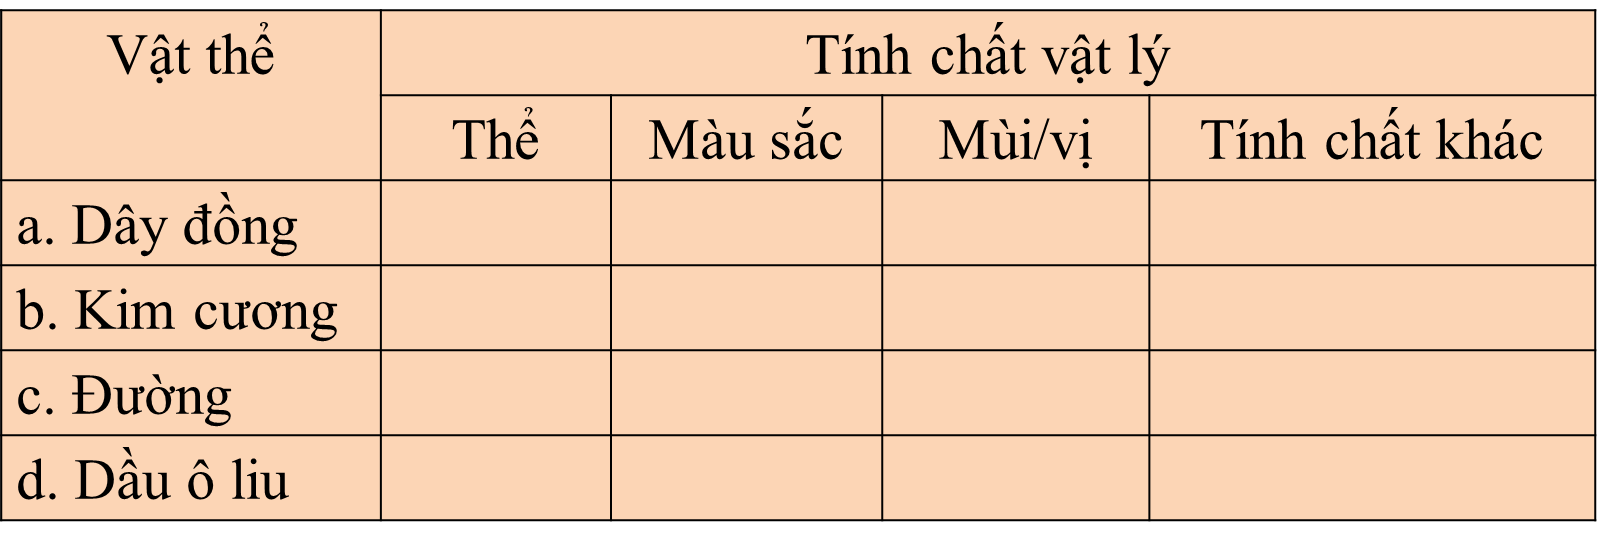 Vật thể
Tính chất vật lý
Thể
Màu sắc
Mùi/vị
Tính chất khác
a. Dây đồng
b. Kim cương
c. Đường
d. Dầu ô liu